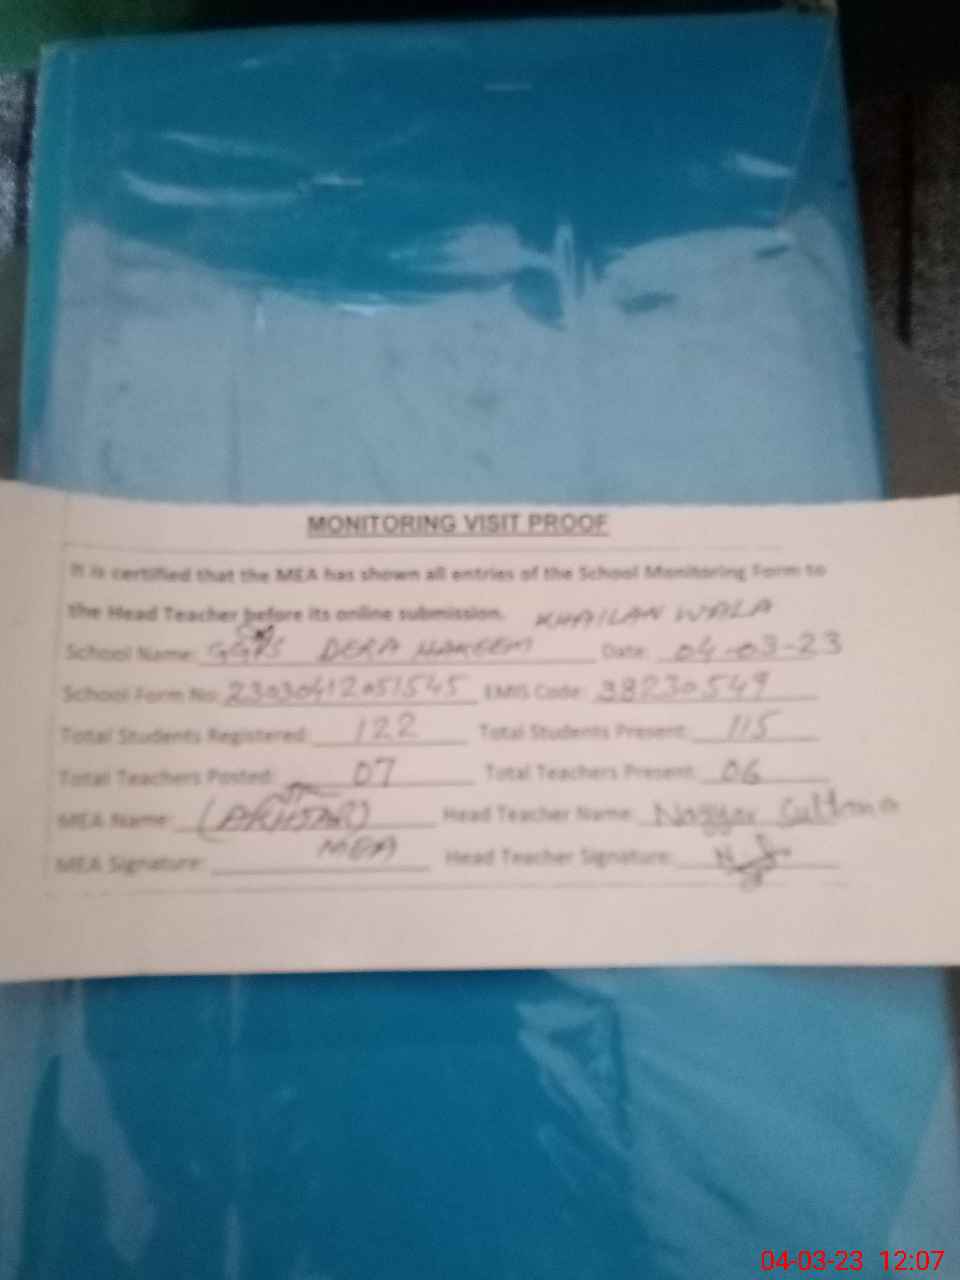 MONITORING VISIT PROOF
It is certified that the MEA has shown all entries of the School Monitoring Form to
the Head Teacher before its online submission. KHAILAN WALA
School Name: DERA HAKEEM Date: 04-03-23
School Form No: 23030412051545 EMIS Code: 38230549
Total Students Registered: 122 Total Students Present: 115
Total Teachers Posted: 07 Total Teachers Present: 06
MEA Name: (AKHTAR) Head Teacher Name:
MEA
MEA Signature: Head Teacher Signature:
04-03-23 12:07